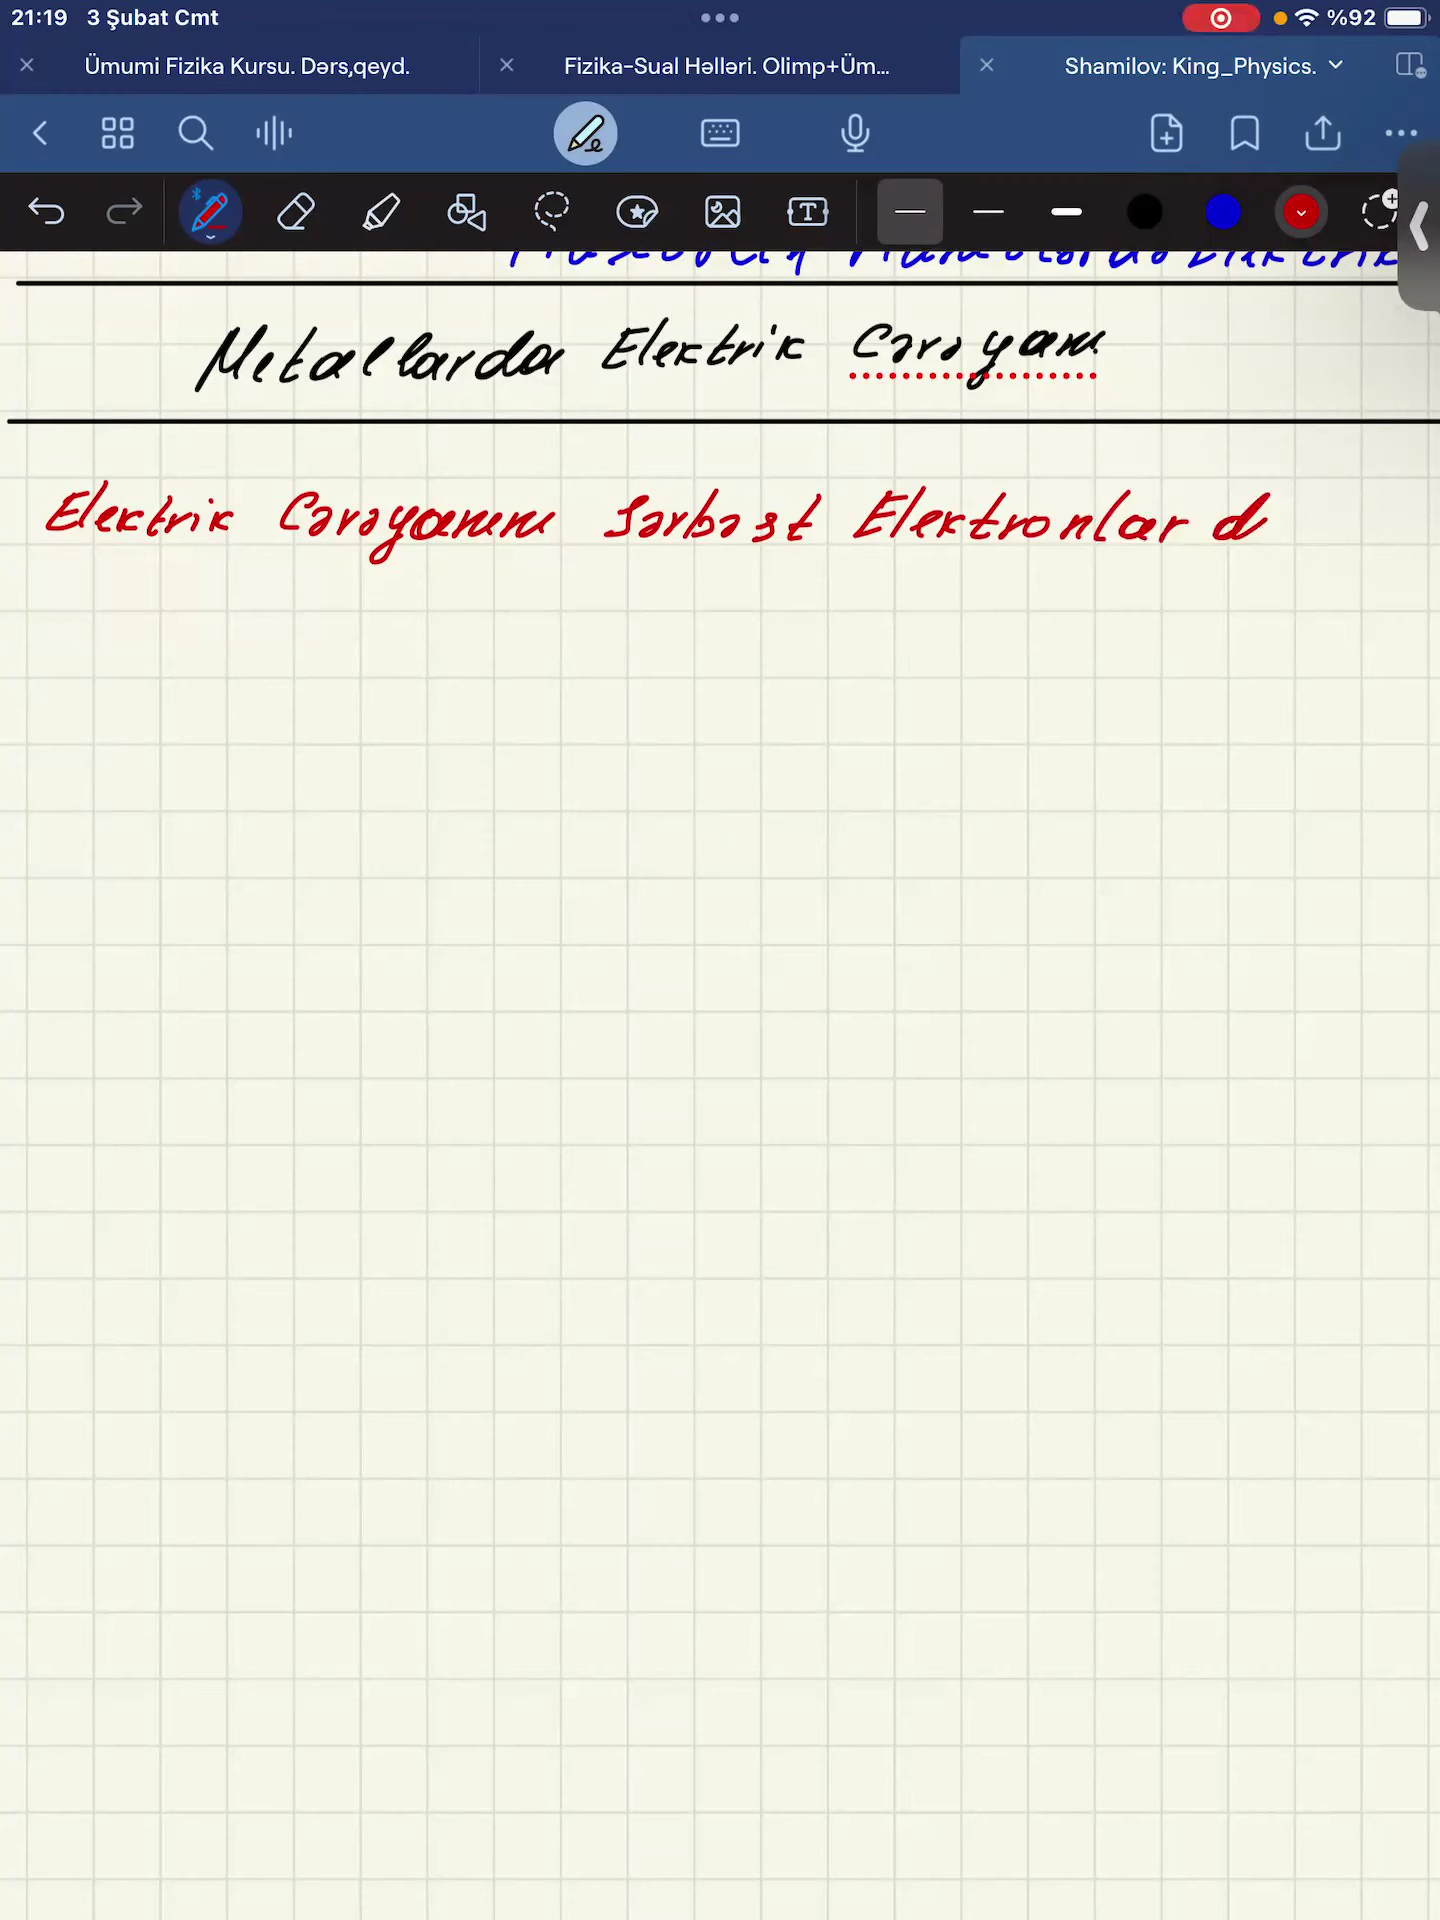 21:19 3 Şubat Cmt %92
Ümumi Fizika Kursu. Dərs,qeyd. Fizika-Sual Həlləri. Olimp+Üm... Shamilov: King_Physics.
Metallarda Elektrik Cərəyanı
Elektrik Cərəyanını Sərbəst Elektronlar d